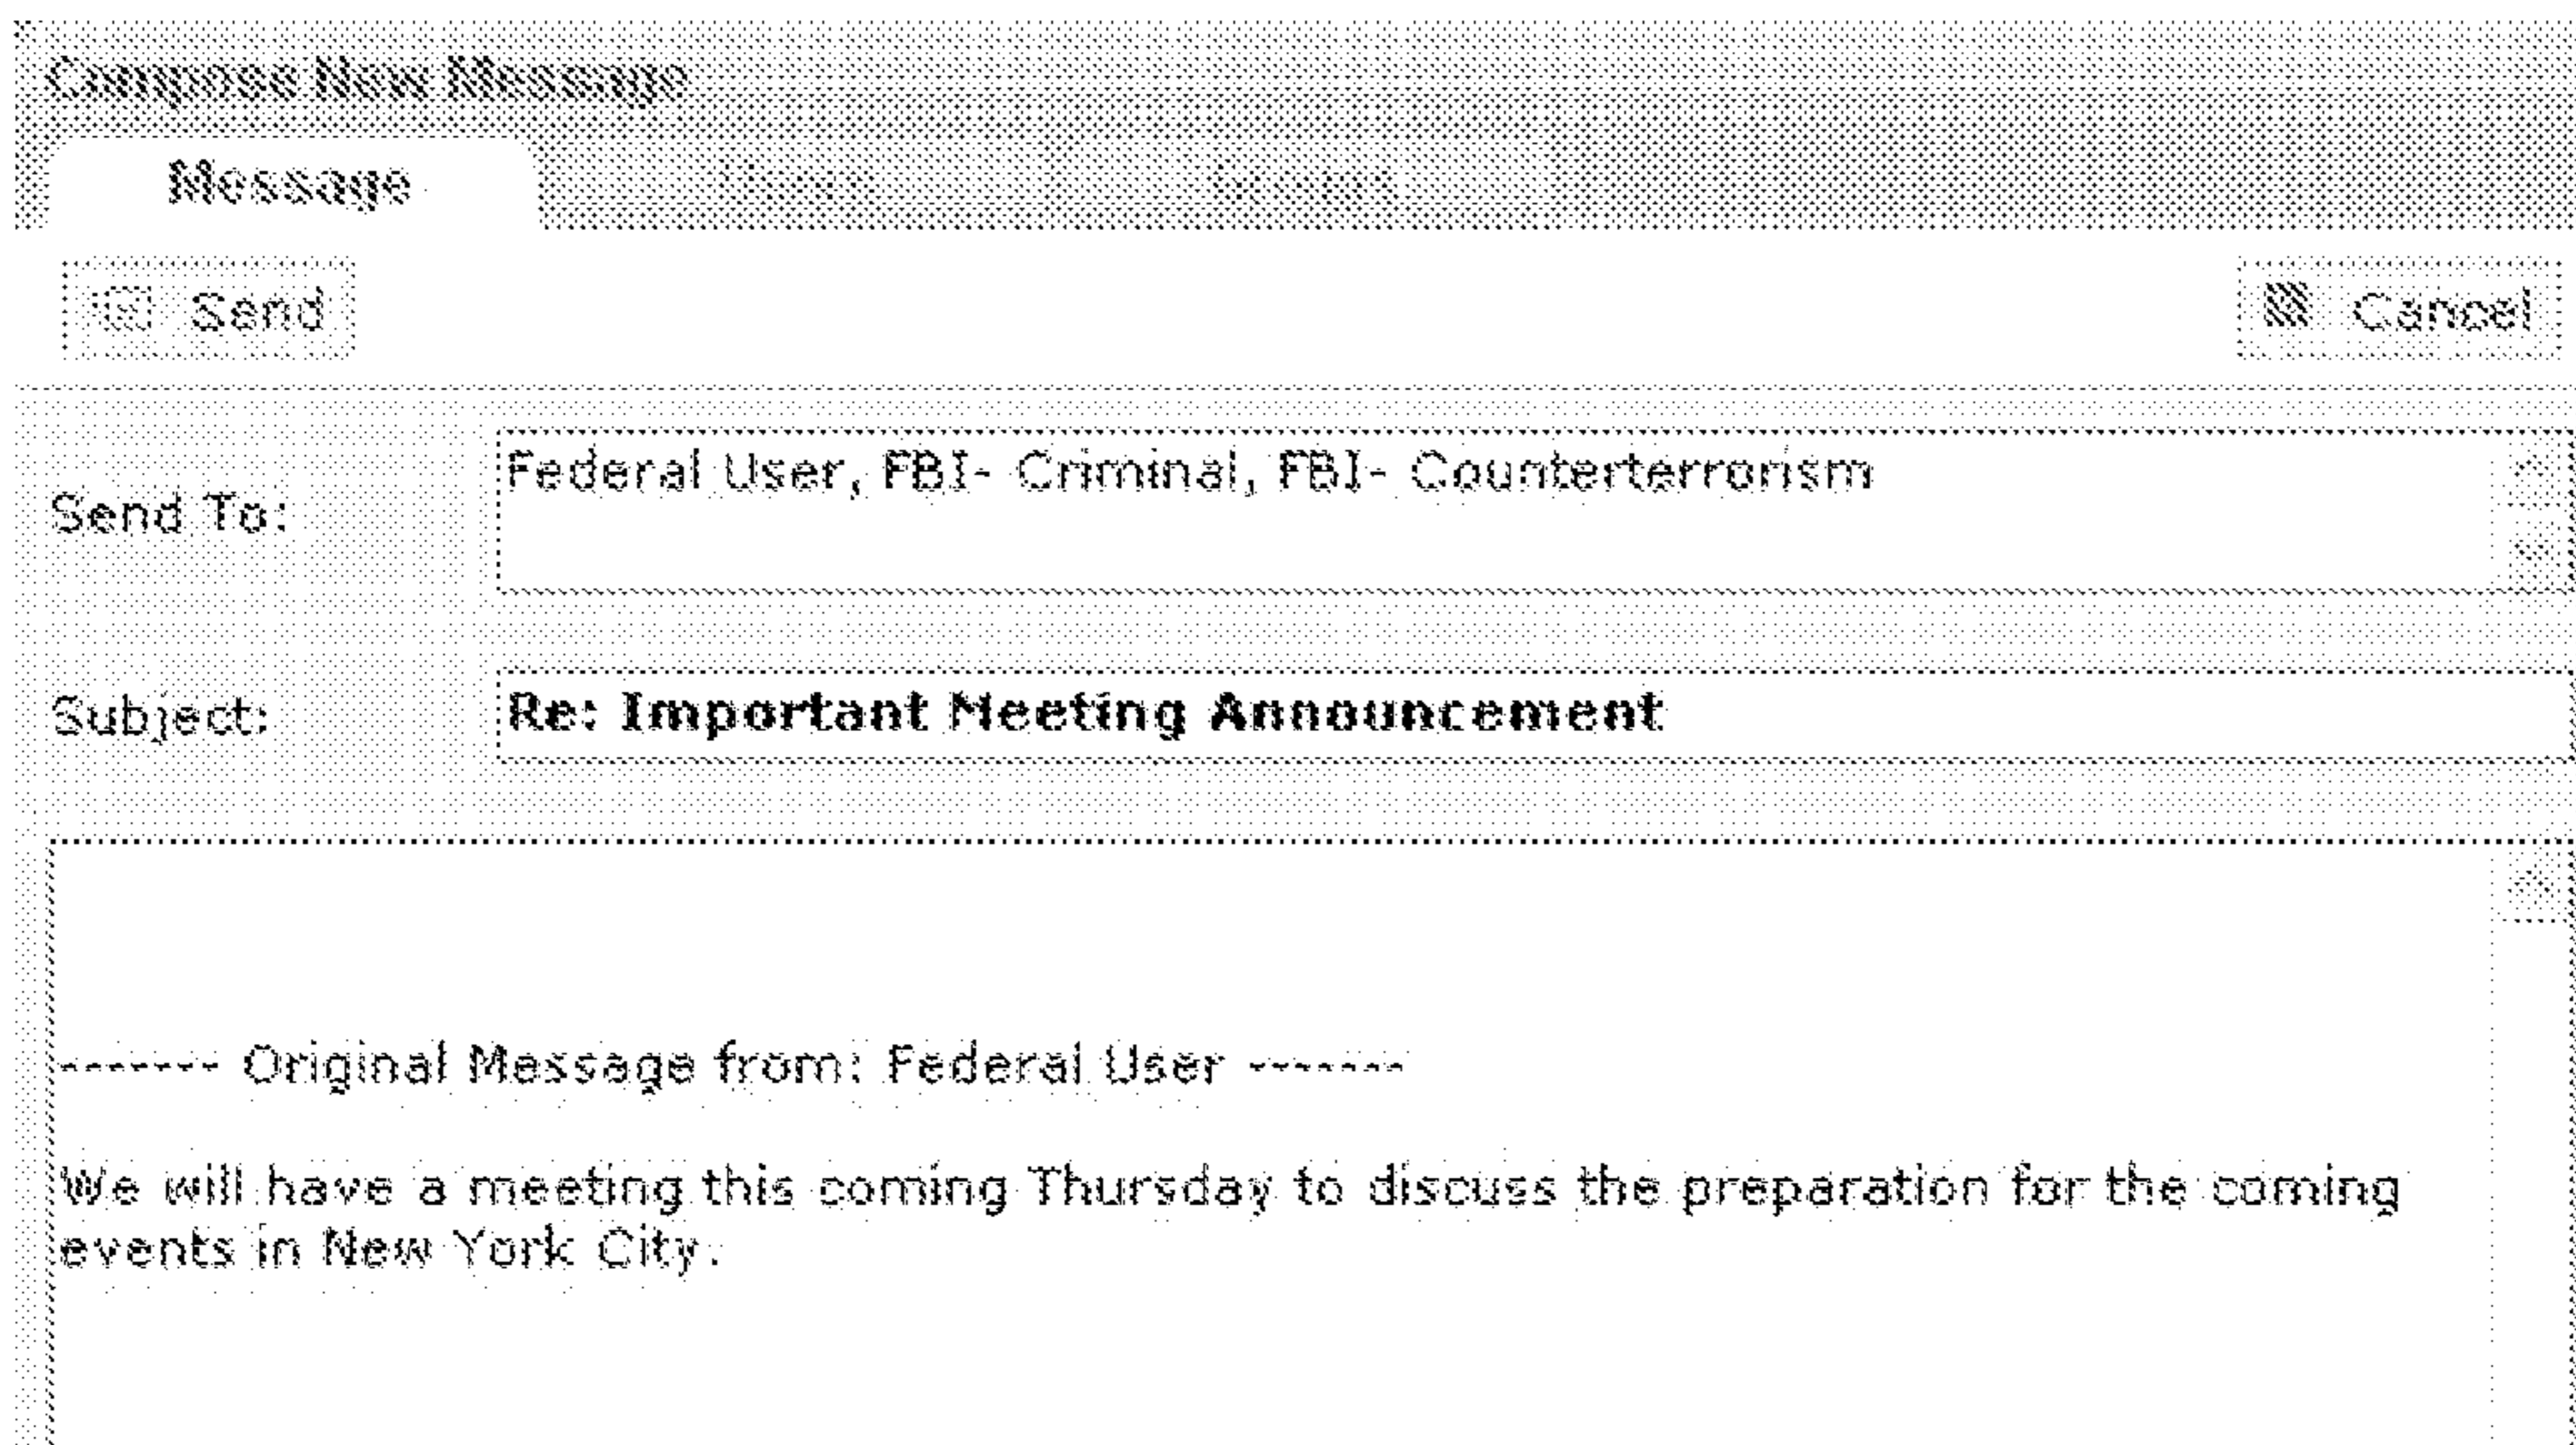 Compose New Message
Message
Send Cancel
Send To: Federal User, FBI- Criminal, FBI- Counterterrorism
Subject: Re: Important Meeting Announcement
------- Original Message from: Federal User -------
We will have a meeting this coming Thursday to discuss the preparation for the coming
events in New York City.